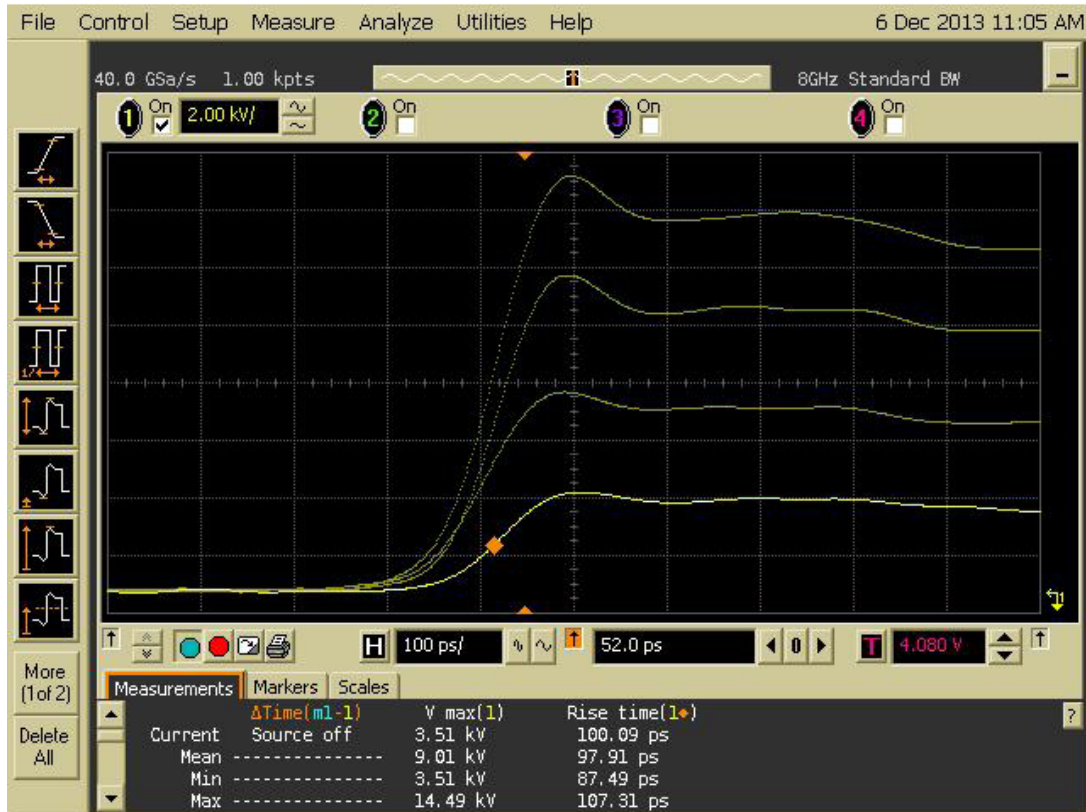 File Control Setup Measure Analyze Utilities Help 6 Dec 2013 11:05 AM
40.0 GSa/s 1.00 kpts 8GHz Standard BW
1 On 2.00 kV/ 2 On 3 On 4 On
H 100 ps/ 52.0 ps 0 T 4.080 V
More
(1of 2)
Delete
All
Measurements Markers Scales
ΔTime(m1-1) V max(1) Rise time(1◆) ?
Current Source off 3.51 kV 100.09 ps
Mean --------------- 9.01 kV 97.91 ps
Min --------------- 3.51 kV 87.49 ps
Max --------------- 14.49 kV 107.31 ps